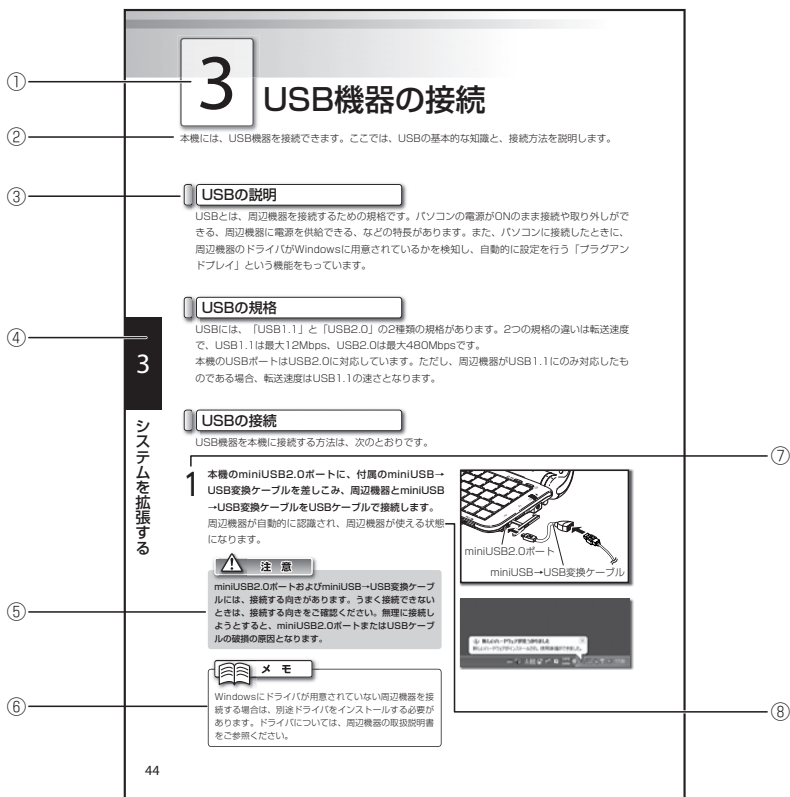 ①
3
USB機器の接続
②
本機には、USB機器を接続できます。ここでは、USBの基本的な知識と、接続方法を説明します。
③
USBの説明
USBとは、周辺機器を接続するための規格です。パソコンの電源がONのまま接続や取り外しがで
きる、周辺機器に電源を供給できる、などの特長があります。また、パソコンに接続したときに、
周辺機器のドライバがWindowsに用意されているかを検知し、自動的に設定を行う「プラグアン
ドプレイ」という機能をもっています。
USBの規格
④
USBには、「USB1.1」と「USB2.0」の2種類の規格があります。2つの規格の違いは転送速度
で、USB1.1は最大12Mbps、USB2.0は最大480Mbpsです。
本機のUSBポートはUSB2.0に対応しています。ただし、周辺機器がUSB1.1にのみ対応したも
のである場合、転送速度はUSB1.1の速さとなります。
3
システムを拡張する
USBの接続
USB機器を本機に接続する方法は、次のとおりです。
⑦
1
本機のminiUSB2.0ポートに、付属のminiUSB→
USB変換ケーブルを差しこみ、周辺機器とminiUSB
→USB変換ケーブルをUSBケーブルで接続します。
周辺機器が自動的に認識され、周辺機器が使える状態
になります。
miniUSB2.0ポート
miniUSB→USB変換ケーブル
注 意
⑤
miniUSB2.0ポートおよびminiUSB→USB変換ケーブ
ルには、接続する向きがあります。うまく接続できない
ときは、接続する向きをご確認ください。無理に接続し
ようとすると、miniUSB2.0ポートまたはUSBケーブ
ルの破損の原因となります。
新しいハードウェアが見つかりました
メ モ
⑥
Windowsにドライバが用意されていない周辺機器を接
続する場合は、別途ドライバをインストールする必要が
あります。ドライバについては、周辺機器の取扱説明書
をご参照ください。
⑧
44